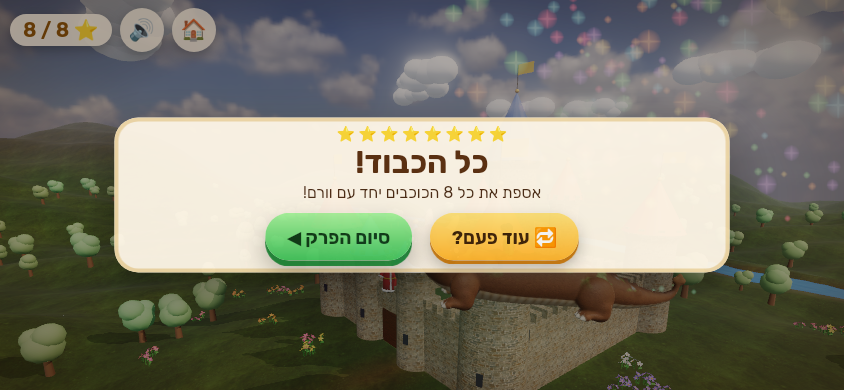 8 / 8 ⭐
כל הכבוד!
אספת את כל 8 הכוכבים יחד עם וורם!
🔁 עוד פעם?
סיום הפרק ◀